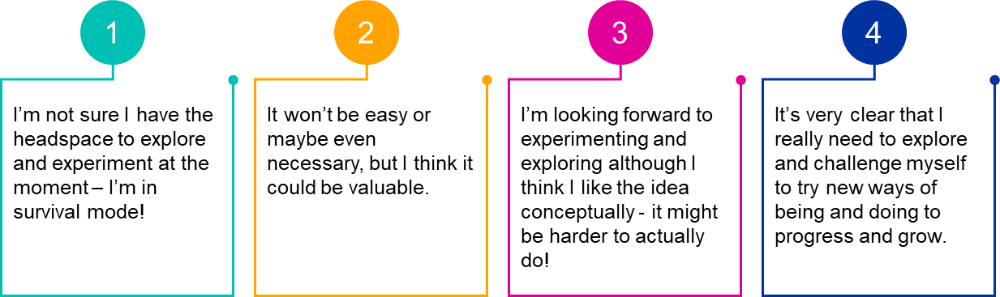 1
I’m not sure I have the
headspace to explore
and experiment at the
moment – I’m in
survival mode!
2
It won’t be easy or
maybe even
necessary, but I think it
could be valuable.
3
I’m looking forward to
experimenting and
exploring although I
think I like the idea
conceptually - it might
be harder to actually
do!
4
It’s very clear that I
really need to explore
and challenge myself
to try new ways of
being and doing to
progress and grow.